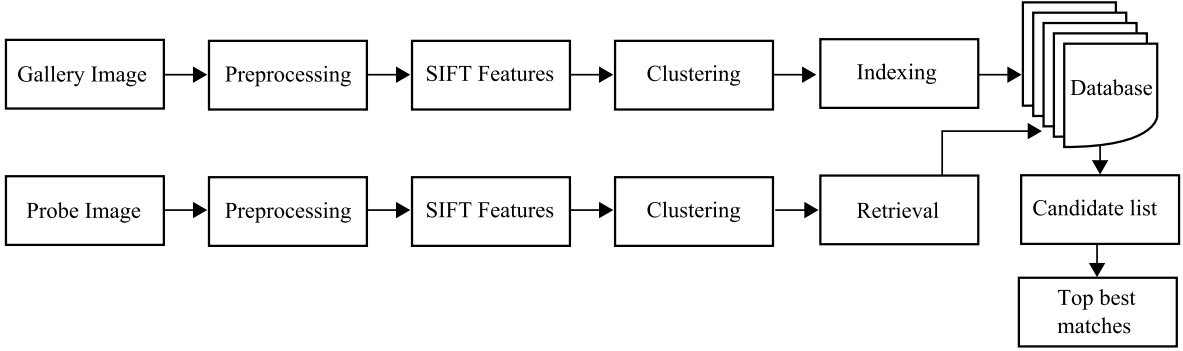 Gallery Image
Preprocessing
SIFT Features
Clustering
Indexing
Database
Probe Image
Preprocessing
SIFT Features
Clustering
Retrieval
Candidate list
Top best
matches